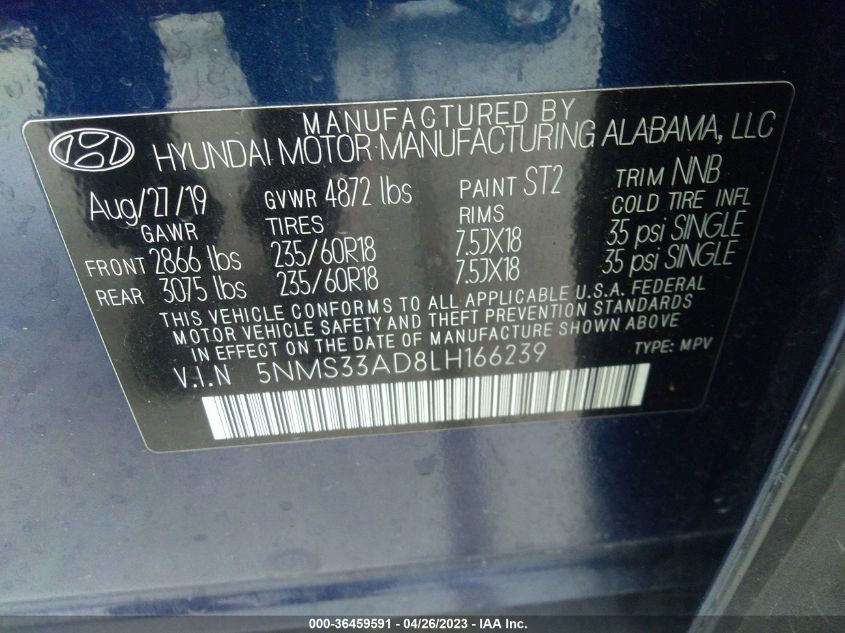 MANUFACTURED BY
HYUNDAI MOTOR MANUFACTURING ALABAMA, LLC
Aug/27/19 GVWR 4872 lbs PAINT ST2 TRIM NNB
GAWR TIRES RIMS COLD TIRE INFL
FRONT 2866 lbs 235/60R18 7.5JX18 35 psi SINGLE
REAR 3075 lbs 235/60R18 7.5JX18 35 psi SINGLE
THIS VEHICLE CONFORMS TO ALL APPLICABLE U.S.A. FEDERAL
MOTOR VEHICLE SAFETY AND THEFT PREVENTION STANDARDS
IN EFFECT ON THE DATE OF MANUFACTURE SHOWN ABOVE
V.I.N 5NMS33AD8LH166239 TYPE: MPV
000-36459591 - 04/26/2023 - IAA Inc.